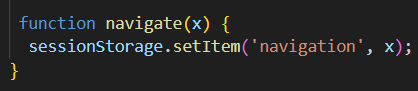 function navigate(x) {
sessionStorage.setItem('navigation', x);
}